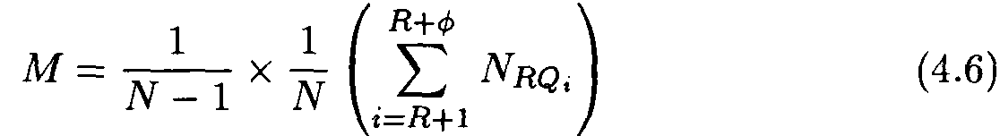 M = \frac{1}{N-1} \times \frac{1}{N} \left( \sum_{i=R+1}^{R+\phi} N_{RQ_i} \right) (4.6)